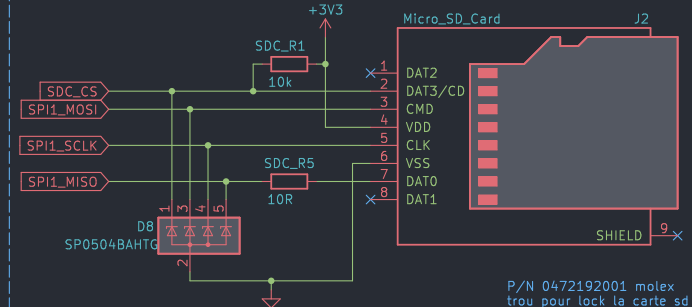 +3V3
Micro_SD_Card J2
SDC_R1
10k
1 DAT2
SDC_CS 2 DAT3/CD
SPI1_MOSI 3 CMD
4 VDD
SPI1_SCLK 5 CLK
6 VSS
SDC_R5
SPI1_MISO 7 DAT0
10R
8 DAT1
1 3 4 5
D8
SP0504BAHTG
2
SHIELD 9
P/N 0472192001 molex
trou pour lock la carte sd